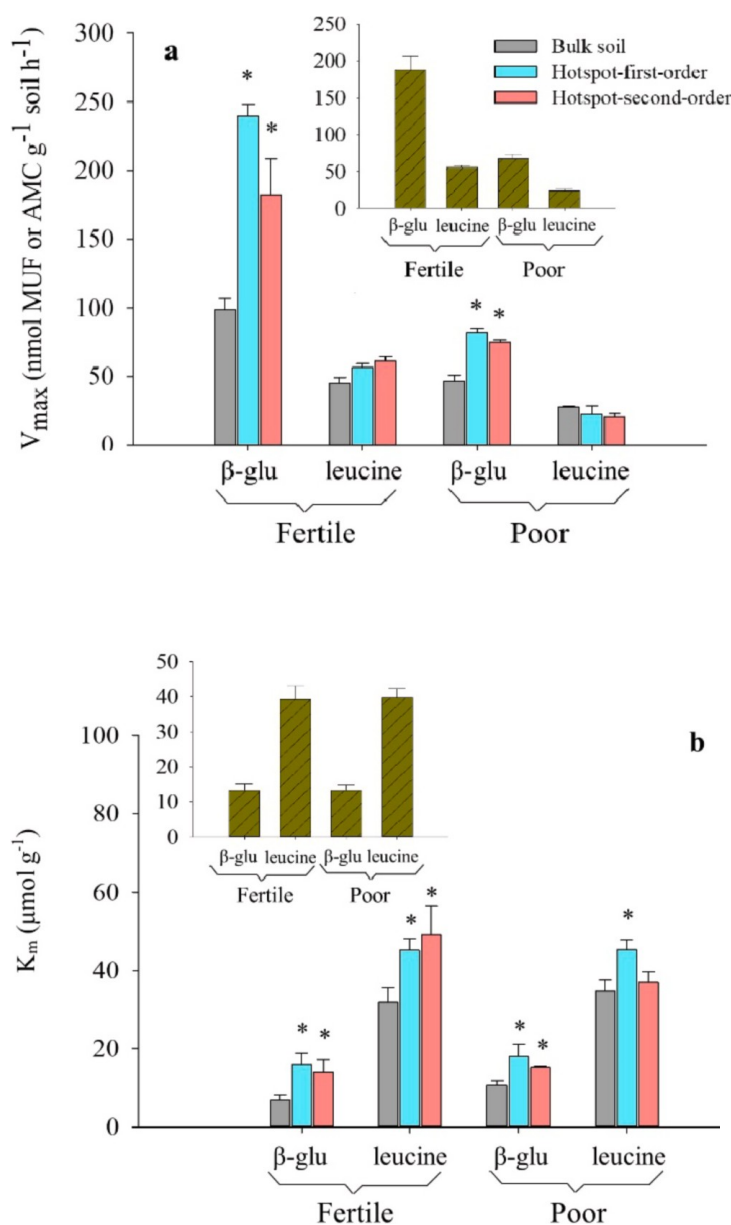 a
V_max (nmol MUF or AMC g⁻¹ soil h⁻¹)
300
250
200
150
100
50
0
*
*
*
*
β-glu leucine β-glu leucine
Fertile Poor
250
200
150
100
50
0
β-glu leucine β-glu leucine
Fertile Poor
Bulk soil
Hotspot-first-order
Hotspot-second-order
b
K_m (μmol g⁻¹)
100
80
60
40
20
0
50
40
30
20
10
0
β-glu leucine β-glu leucine
Fertile Poor
* * * * * * *
β-glu leucine β-glu leucine
Fertile Poor